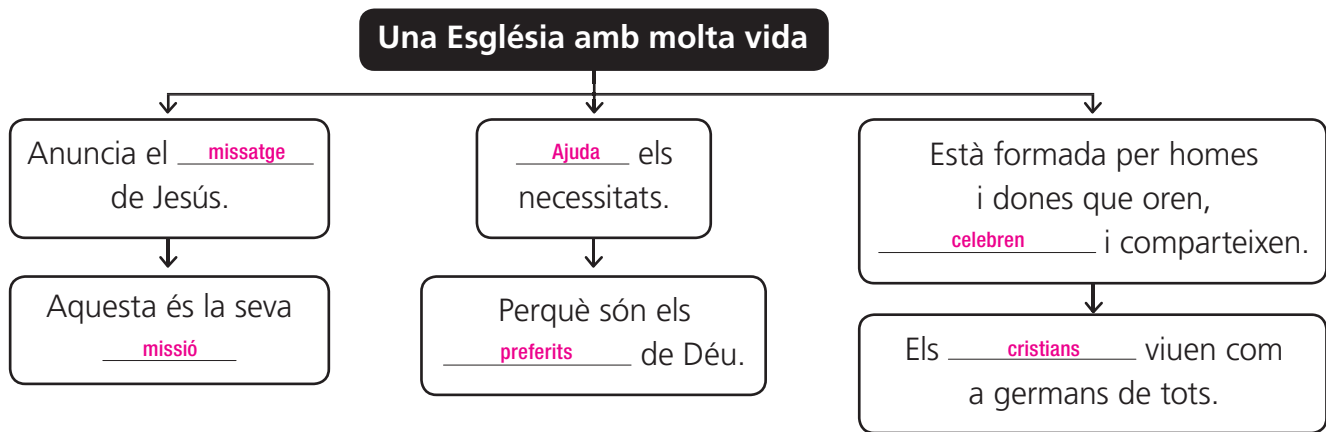 Una Església amb molta vida
Anuncia el missatge
de Jesús.
Aquesta és la seva
missió
Ajuda els
necessitats.
Perquè són els
preferits de Déu.
Està formada per homes
i dones que oren,
celebren i comparteixen.
Els cristians viuen com
a germans de tots.